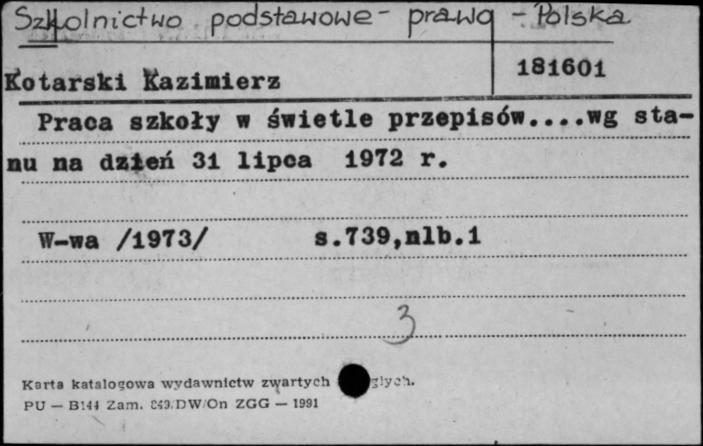 Szkolnictwo podstawowe - prawo - Polska
Kotarski Kazimierz 181601
Praca szkoły w świetle przepisów....wg sta-
nu na dzień 31 lipca 1972 r.
W-wa /1973/ s.739,nlb.1
3
Karta katalogowa wydawnictw zwartych
PU — B144 Zam. DW/On ZGG — 1991